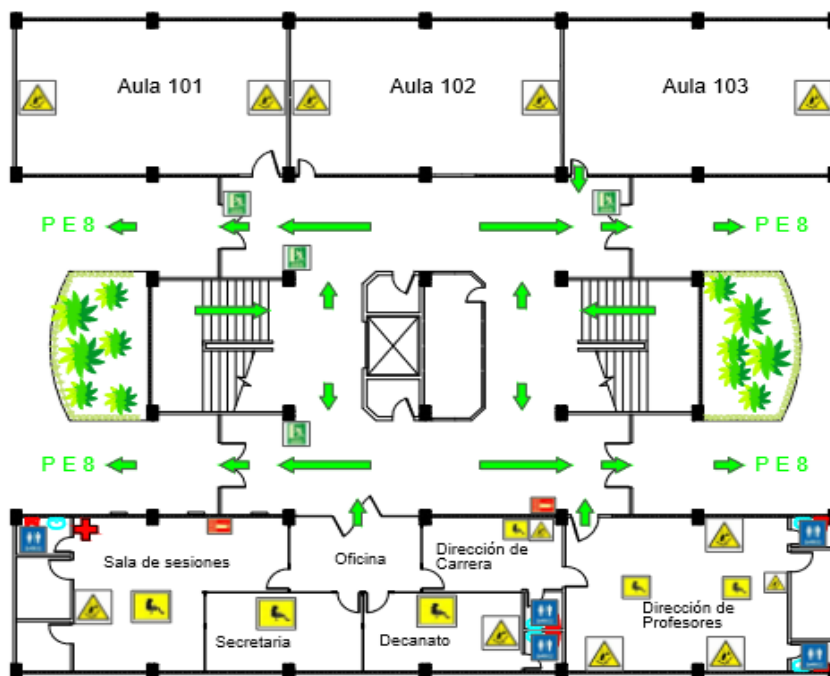 Aula 101
Aula 102
Aula 103
P E 8
P E 8
P E 8
P E 8
Sala de sesiones
Oficina
Dirección de
Carrera
Secretaria
Decanato
Dirección de
Profesores